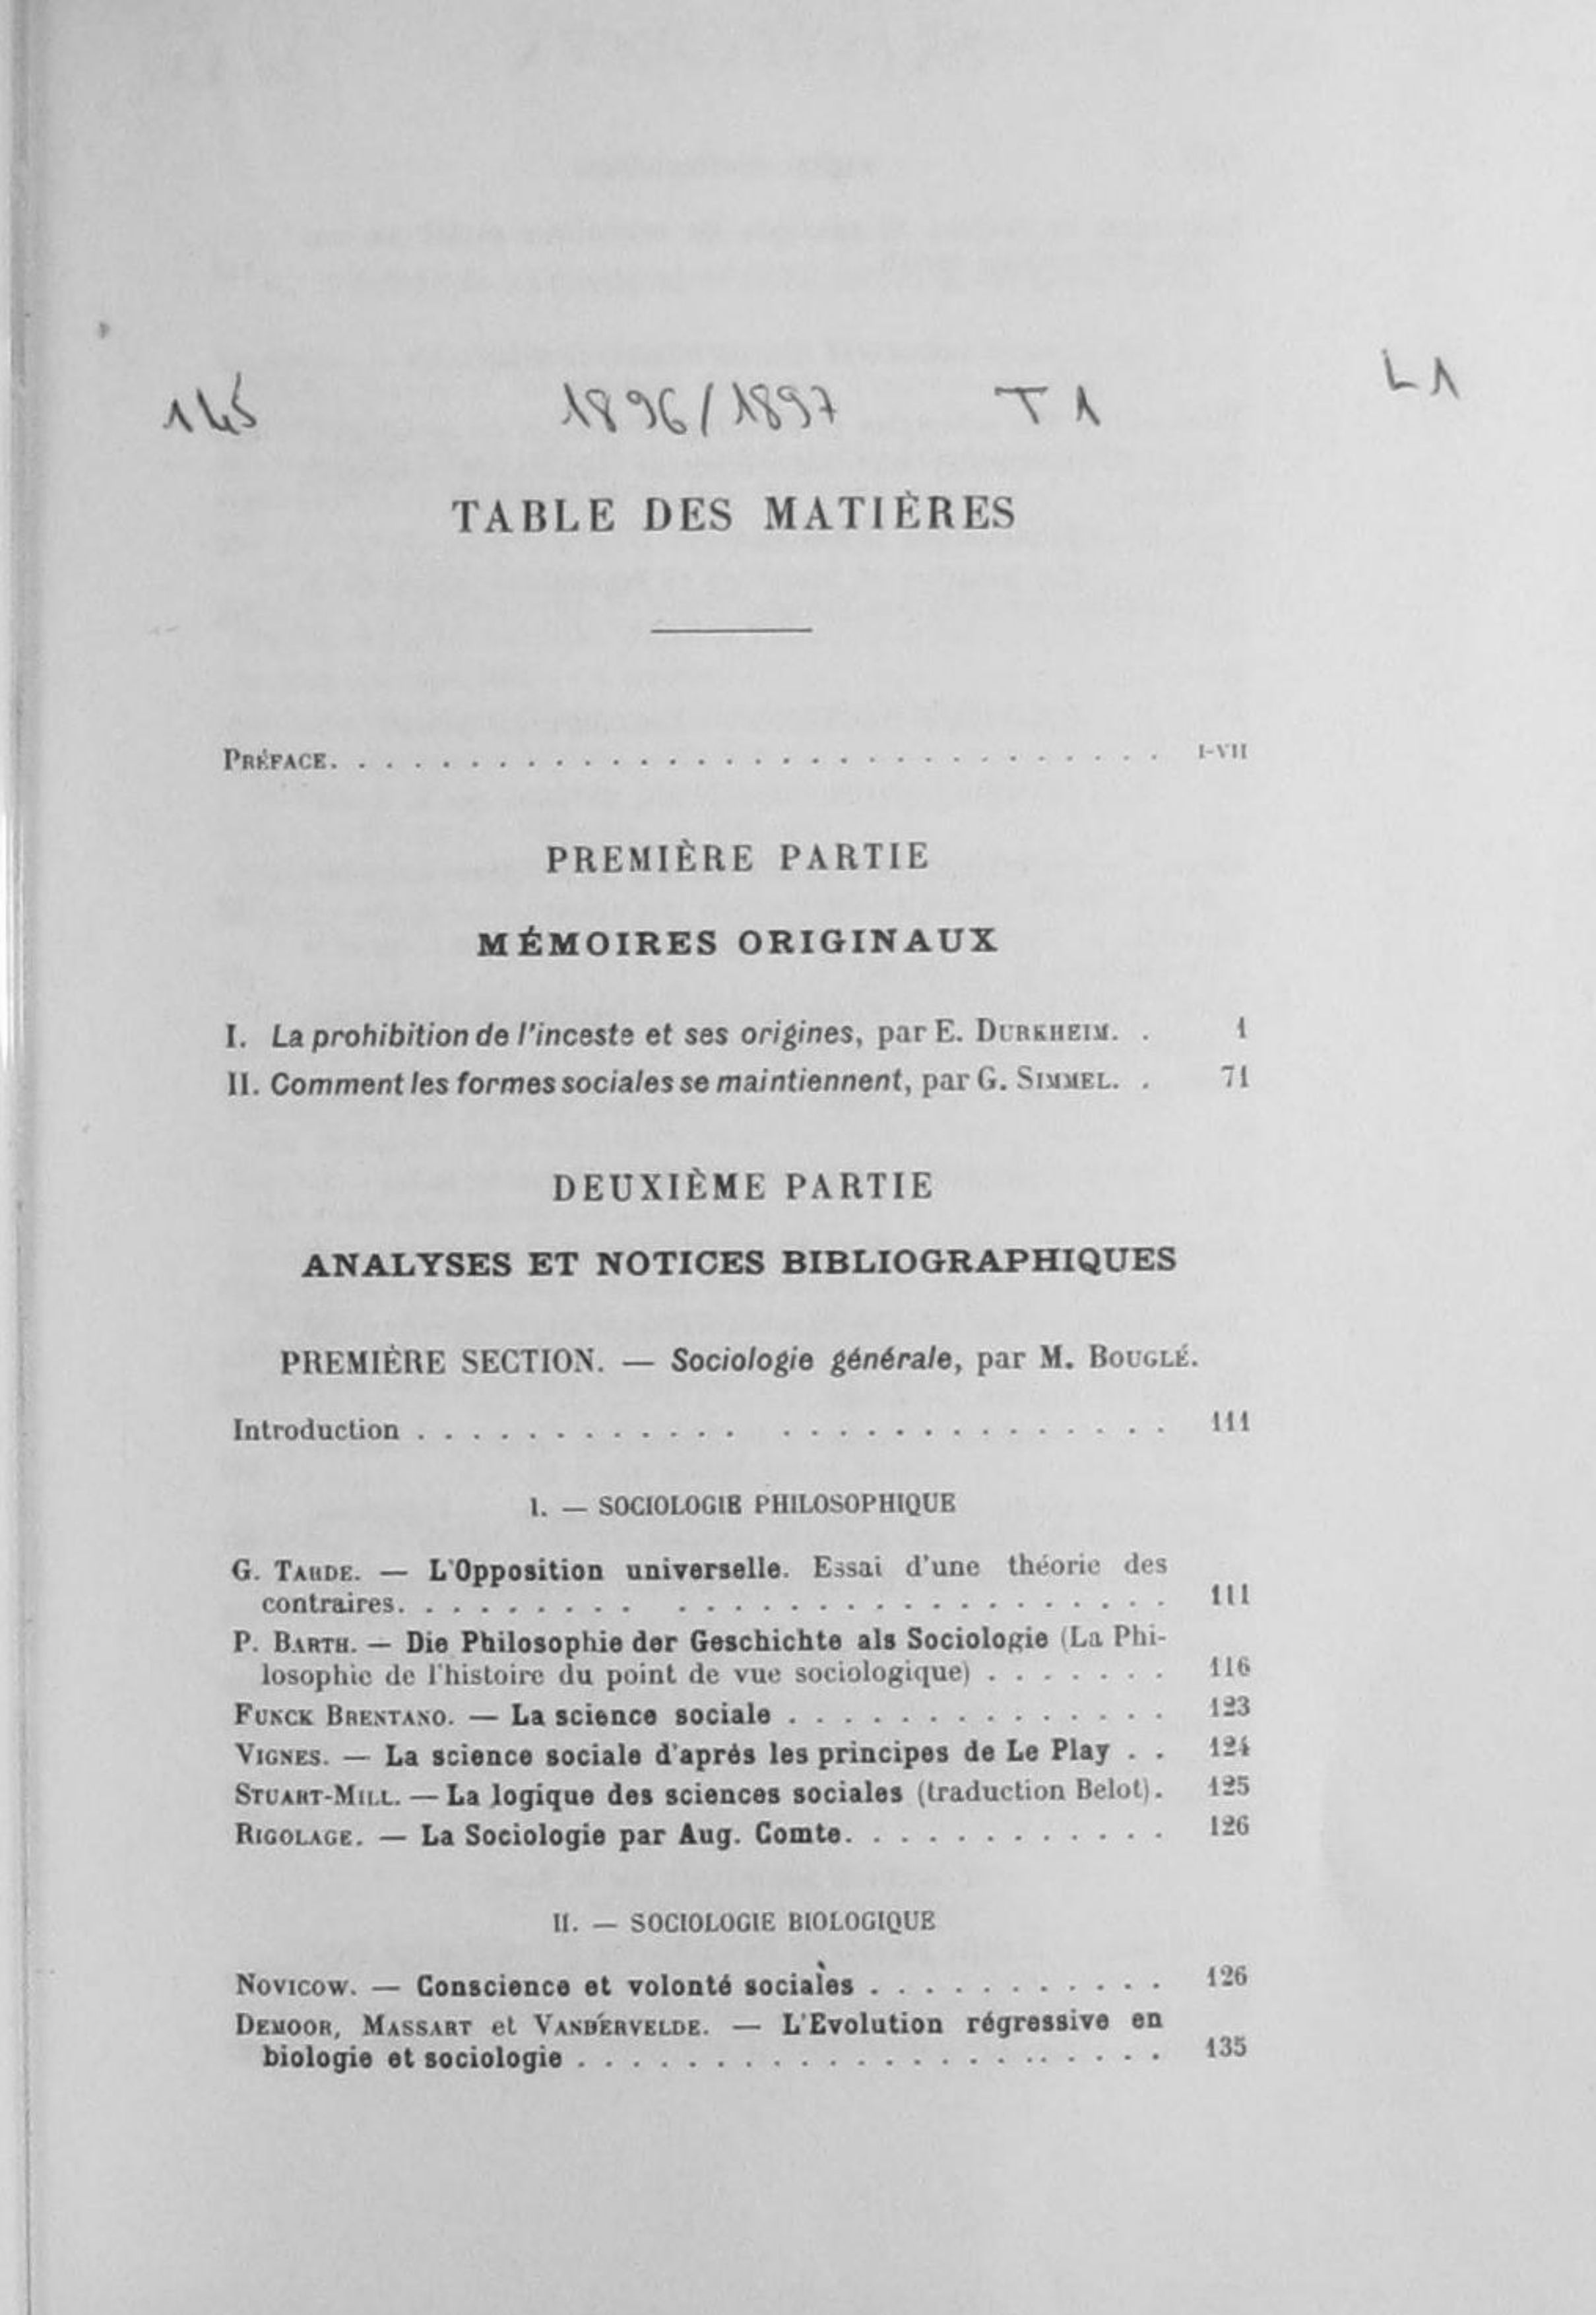 145 1896/1897 T1 L1
TABLE DES MATIÈRES
PRÉFACE. . . . . . . . . . . . . . . . . . . . . . . . . . . . . . I-VII
PREMIÈRE PARTIE
MÉMOIRES ORIGINAUX
I. La prohibition de l'inceste et ses origines, par E. DURKHEIM. . 1
II. Comment les formes sociales se maintiennent, par G. SIMMEL. . 71
DEUXIÈME PARTIE
ANALYSES ET NOTICES BIBLIOGRAPHIQUES
PREMIÈRE SECTION. — Sociologie générale, par M. BOUGLÉ.
Introduction . . . . . . . . . . . . . . . . . . . . . . . . . . 111
I. — SOCIOLOGIE PHILOSOPHIQUE
G. TARDE. — L'Opposition universelle. Essai d'une théorie des
contraires. . . . . . . . . . . . . . . . . . . . . . . . . . . 111
P. BARTH. — Die Philosophie der Geschichte als Sociologie (La Phi-
losophie de l'histoire du point de vue sociologique) . . . . . . . 116
FUNCK BRENTANO. — La science sociale . . . . . . . . . . . . . . 123
VIGNES. — La science sociale d'après les principes de Le Play . . 124
STUART-MILL. — La logique des sciences sociales (traduction Belot). 125
RIGOLAGE. — La Sociologie par Aug. Comte. . . . . . . . . . . . . 126
II. — SOCIOLOGIE BIOLOGIQUE
NOVICOW. — Conscience et volonté sociales . . . . . . . . . . . 126
DEMOOR, MASSART et VANDERVELDE. — L'Evolution régressive en
biologie et sociologie . . . . . . . . . . . . . . . . . . . . . . 135